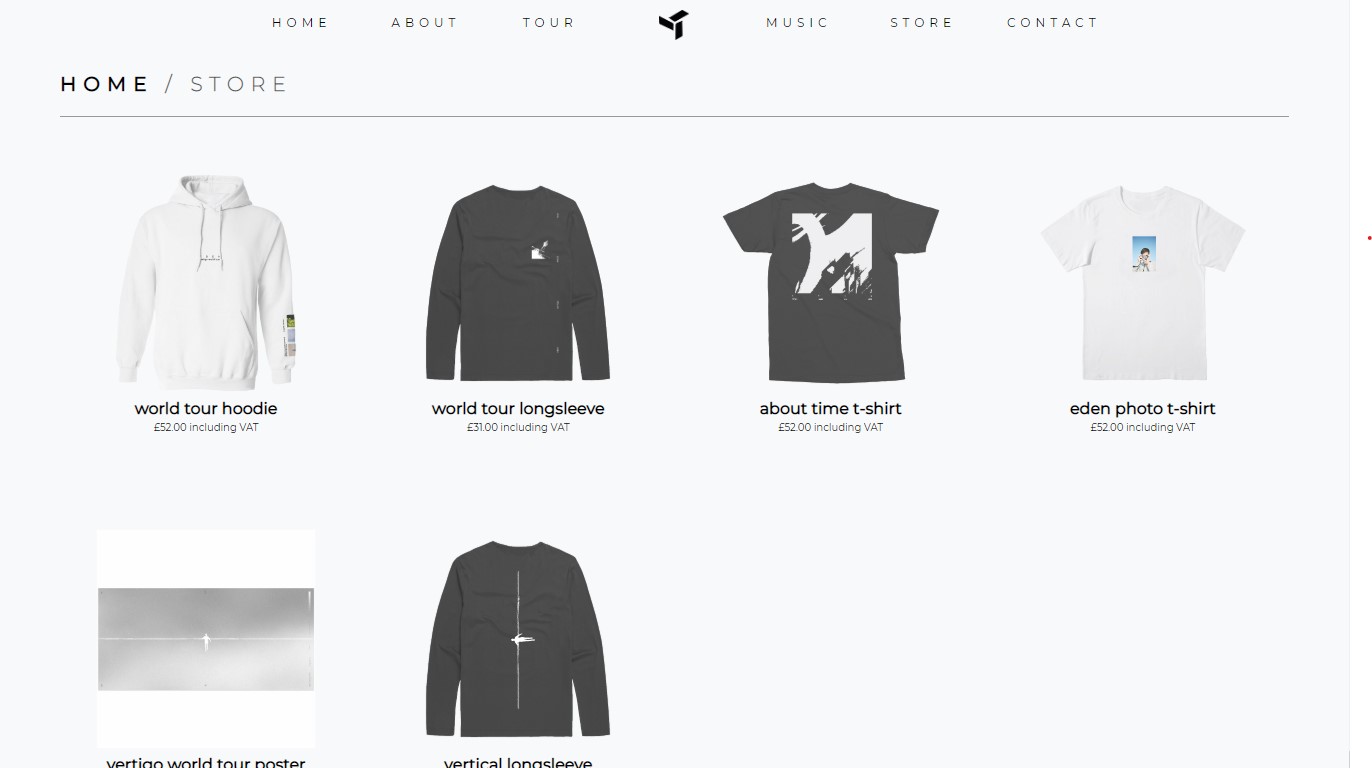 HOME ABOUT TOUR MUSIC STORE CONTACT
HOME / STORE
world tour hoodie
£52.00 including VAT
world tour longsleeve
£31.00 including VAT
about time t-shirt
£52.00 including VAT
eden photo t-shirt
£52.00 including VAT
vertigo world tour poster
vertical longsleeve